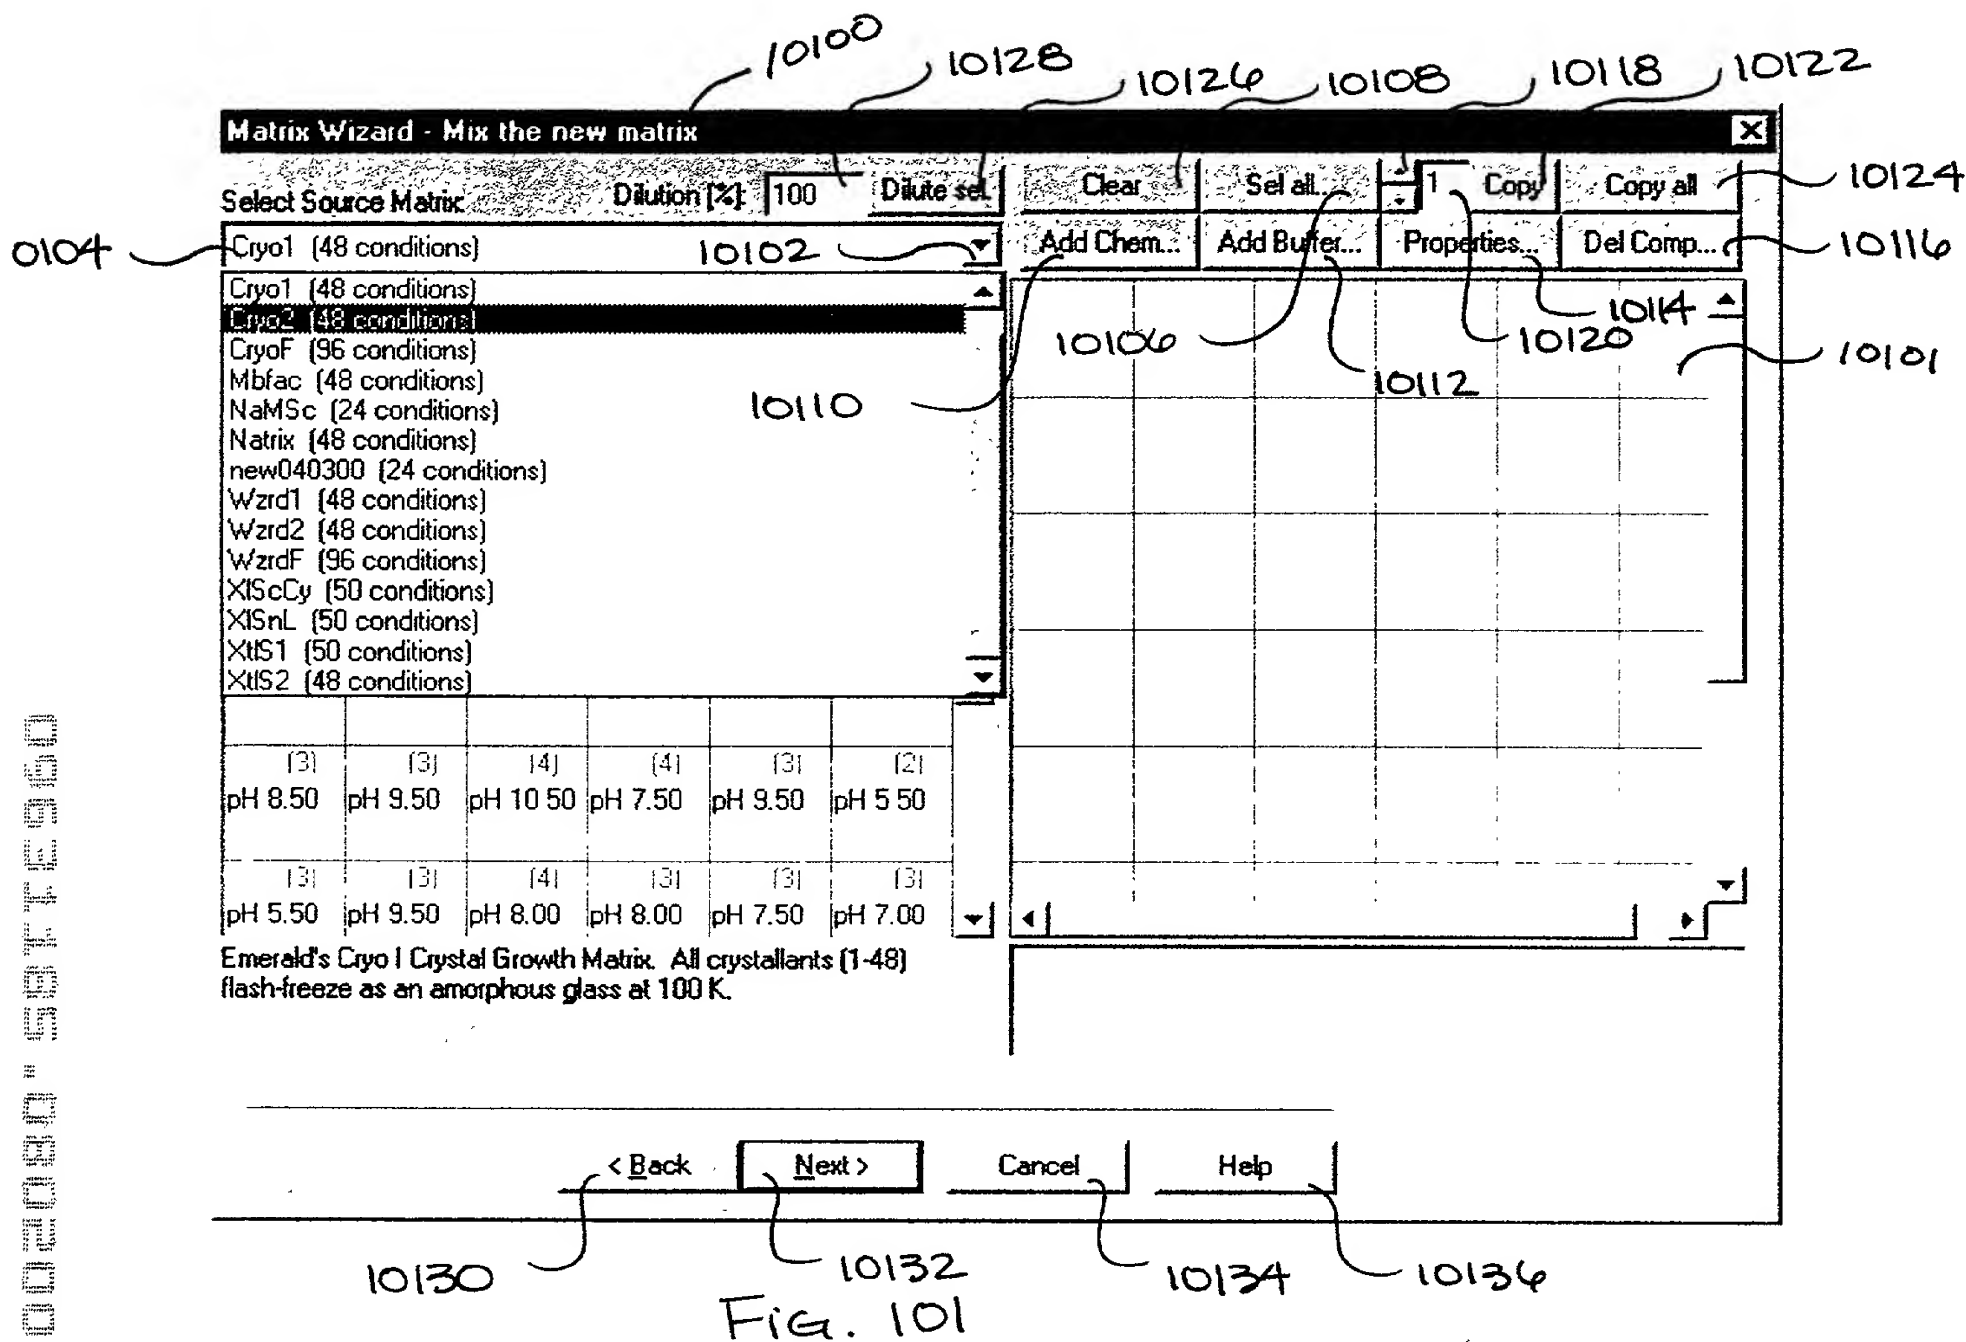 10100
10128
10126
10108
10118
10122
Matrix Wizard - Mix the new matrix
Select Source Matrix:
Dilution [%]:
100
Dilute sel.
Clear
Sel all...
1
Copy
Copy all
10124
0104
Cryo1 (48 conditions)
10102
Add Chem...
Add Buffer...
Properties...
Del Comp...
10116
Cryo1 (48 conditions)
Cryo2 (48 conditions)
CryoF (96 conditions)
Mbfac (48 conditions)
NaMSc (24 conditions)
Natrix (48 conditions)
new040300 (24 conditions)
Wzrd1 (48 conditions)
Wzrd2 (48 conditions)
WzrdF (96 conditions)
XlScCy (50 conditions)
XlSnL (50 conditions)
XtlS1 (50 conditions)
XtlS2 (48 conditions)
10114
10106
10120
10101
10112
10110
(3) (3) (4) (4) (3) (2)
pH 8.50 pH 9.50 pH 10 50 pH 7.50 pH 9.50 pH 5 50
(3) (3) (4) (3) (3) (3)
pH 5.50 pH 9.50 pH 8.00 pH 8.00 pH 7.50 pH 7.00
Emerald's Cryo I Crystal Growth Matrix. All crystallants (1-48)
flash-freeze as an amorphous glass at 100 K.
< Back
Next >
Cancel
Help
10130
10132
10134
10136
FIG. 101